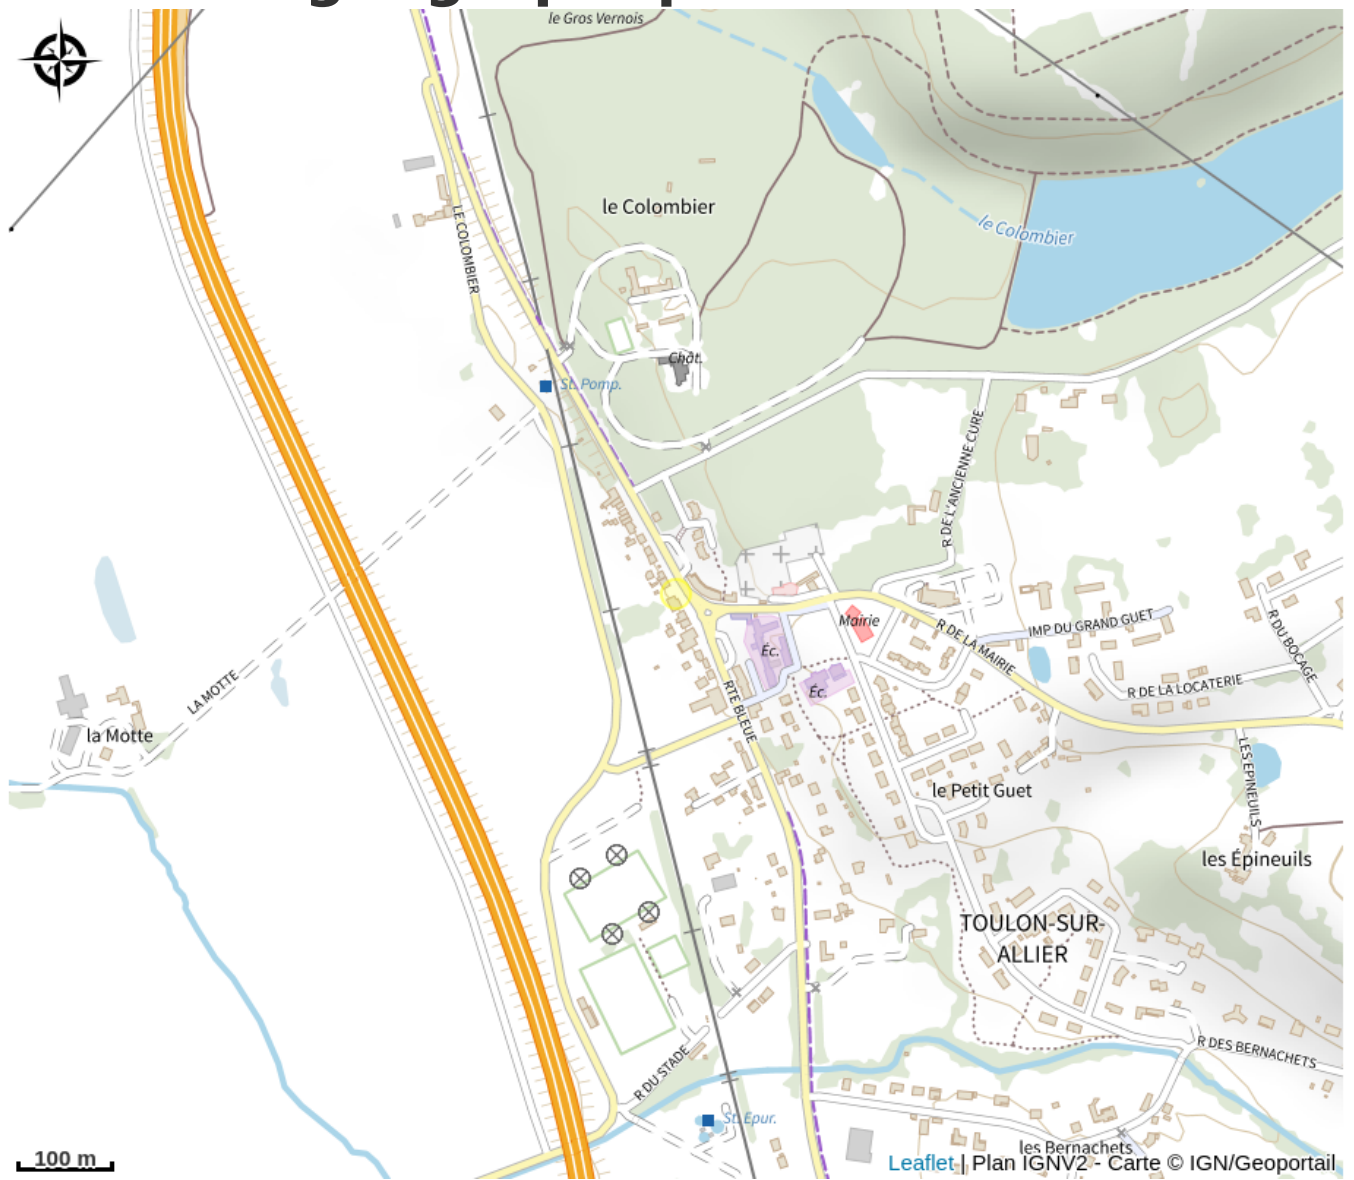 le Gros Vernois
le Colombier
le Colombier
LE COLOMBIER
Chât.
St. Pomp.
R DE L'ANCIENNE CURE
Mairie
R DE LA MAIRIE
IMP DU GRAND GUET
R DU BOCAGE
Éc.
Éc.
R DE LA LOCATERIE
RTE BLEUE
LA MOTTE
la Motte
LES EPINEUILS
le Petit Guet
les Épineuils
TOULON-SUR-
ALLIER
R DU STADE
R DES BERNACHETS
St. Epur.
les Bernachets
100 m
Leaflet | Plan IGNV2 - Carte © IGN/Geoportail